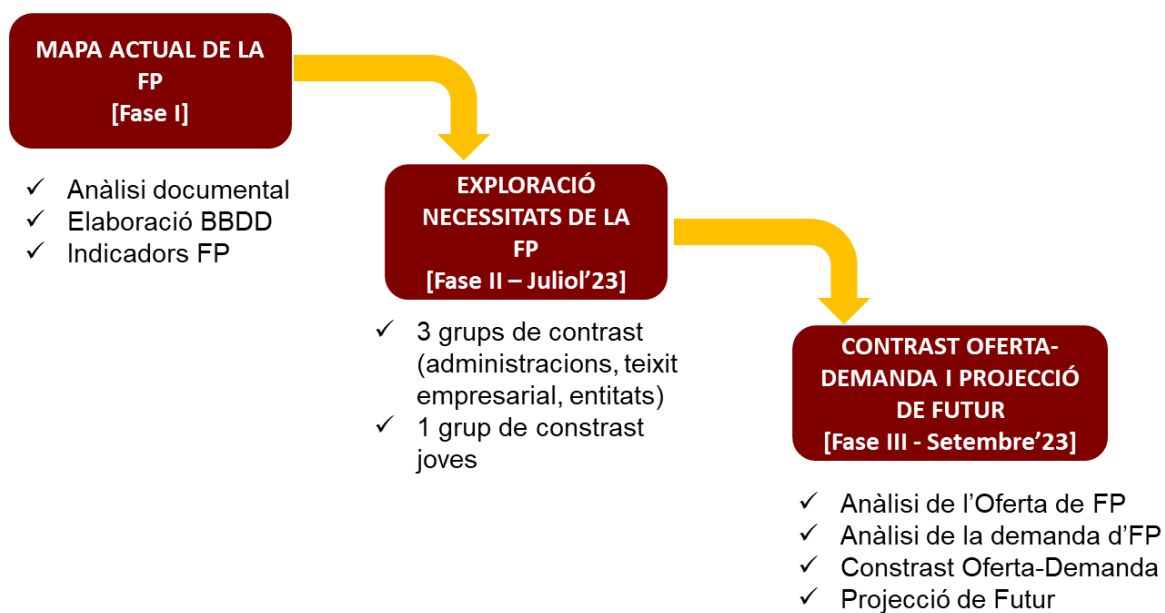 MAPA ACTUAL DE LA
FP
[Fase I]
✓ Anàlisi documental
✓ Elaboració BBDD
✓ Indicadors FP
EXPLORACIÓ
NECESSITATS DE LA
FP
[Fase II – Juliol’23]
✓ 3 grups de contrast
(administracions, teixit
empresarial, entitats)
✓ 1 grup de constrast
joves
CONTRAST OFERTA-
DEMANDA I PROJECCIÓ
DE FUTUR
[Fase III - Setembre’23]
✓ Anàlisi de l’Oferta de FP
✓ Anàlisi de la demanda d’FP
✓ Constrast Oferta-Demanda
✓ Projecció de Futur